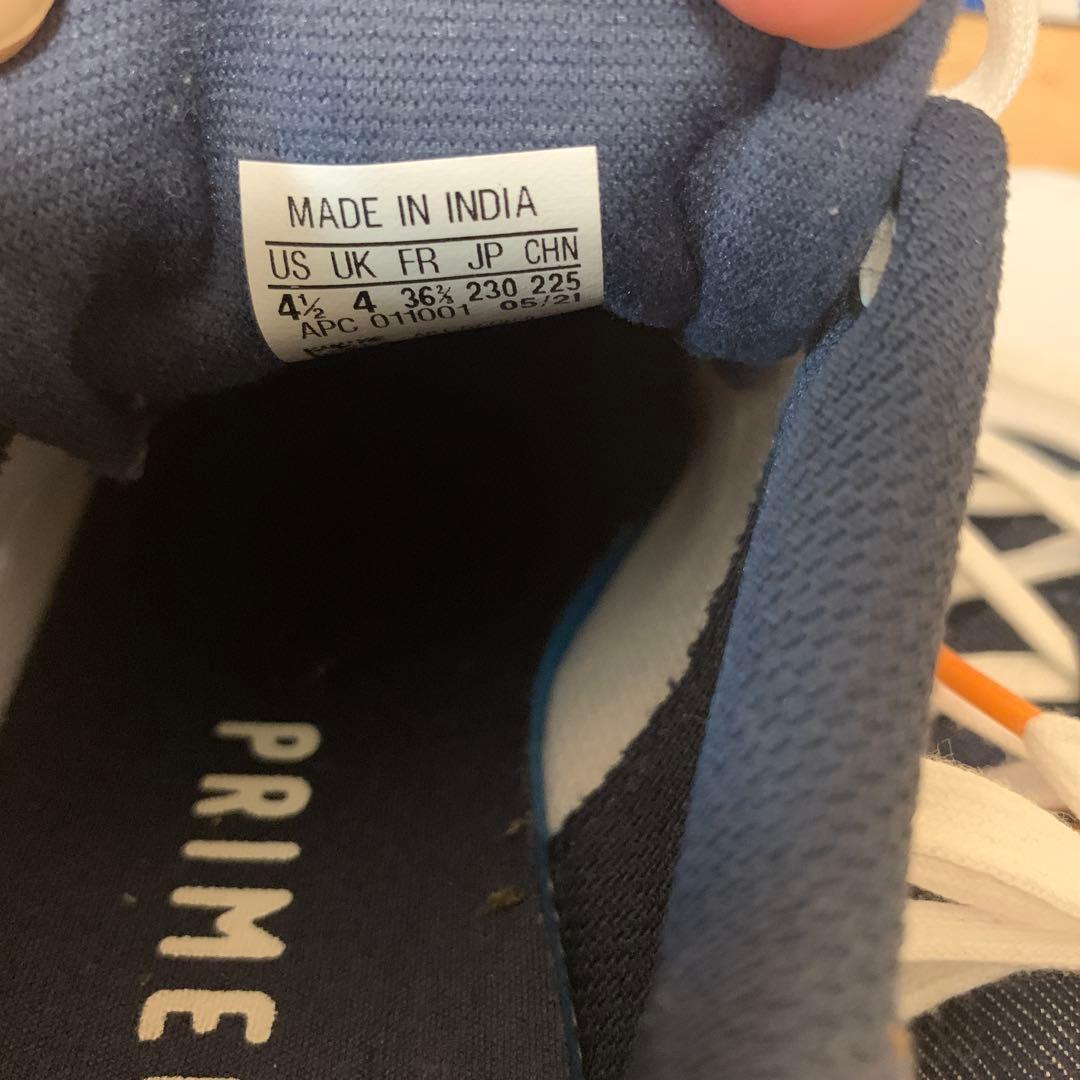 MADE IN INDIA
US UK FR JP CHN
4½ 4 36⅔ 230 225
APC 011001 05/21
PRIME